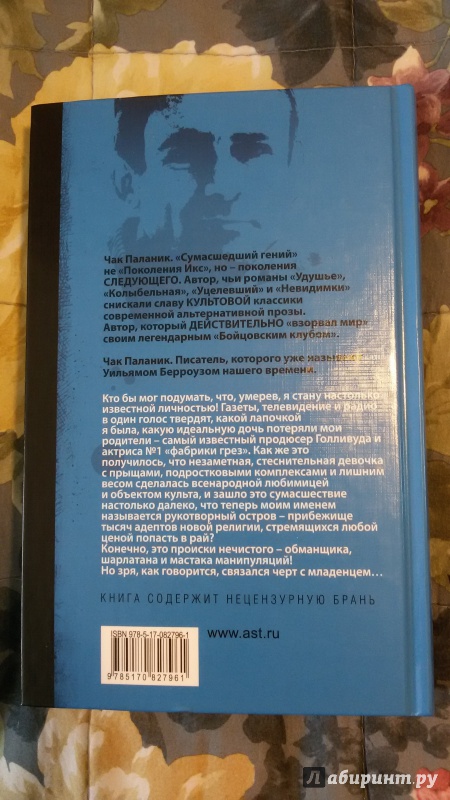 Чак Паланик. «Сумасшедший гений»
не «Поколения Икс», но – поколения
СЛЕДУЮЩЕГО. Автор, чьи романы «Удушье»,
«Колыбельная», «Уцелевший» и «Невидимки»
снискали славу КУЛЬТОВОЙ классики
современной альтернативной прозы.
Автор, который ДЕЙСТВИТЕЛЬНО «взорвал мир»
своим легендарным «Бойцовским клубом».
Чак Паланик. Писатель, которого уже называют
Уильямом Берроузом нашего времени.
Кто бы мог подумать, что, умерев, я стану настолько
известной личностью! Газеты, телевидение и радио
в один голос твердят, какой лапочкой
я была, какую идеальную дочь потеряли мои
родители – самый известный продюсер Голливуда и
актриса №1 «фабрики грез». Как же это
получилось, что незаметная, стеснительная девочка
с прыщами, подростковыми комплексами и лишним
весом сделалась всенародной любимицей
и объектом культа, и зашло это сумасшествие
настолько далеко, что теперь моим именем
называется рукотворный остров – прибежище
тысяч адептов новой религии, стремящихся любой
ценой попасть в рай?
Конечно, это происки нечистого – обманщика,
шарлатана и мастака манипуляций!
Но зря, как говорится, связался черт с младенцем...
КНИГА СОДЕРЖИТ НЕЦЕНЗУРНУЮ БРАНЬ
ISBN 978-5-17-082796-1
9 785170 827961
www.ast.ru
Лабиринт.ру